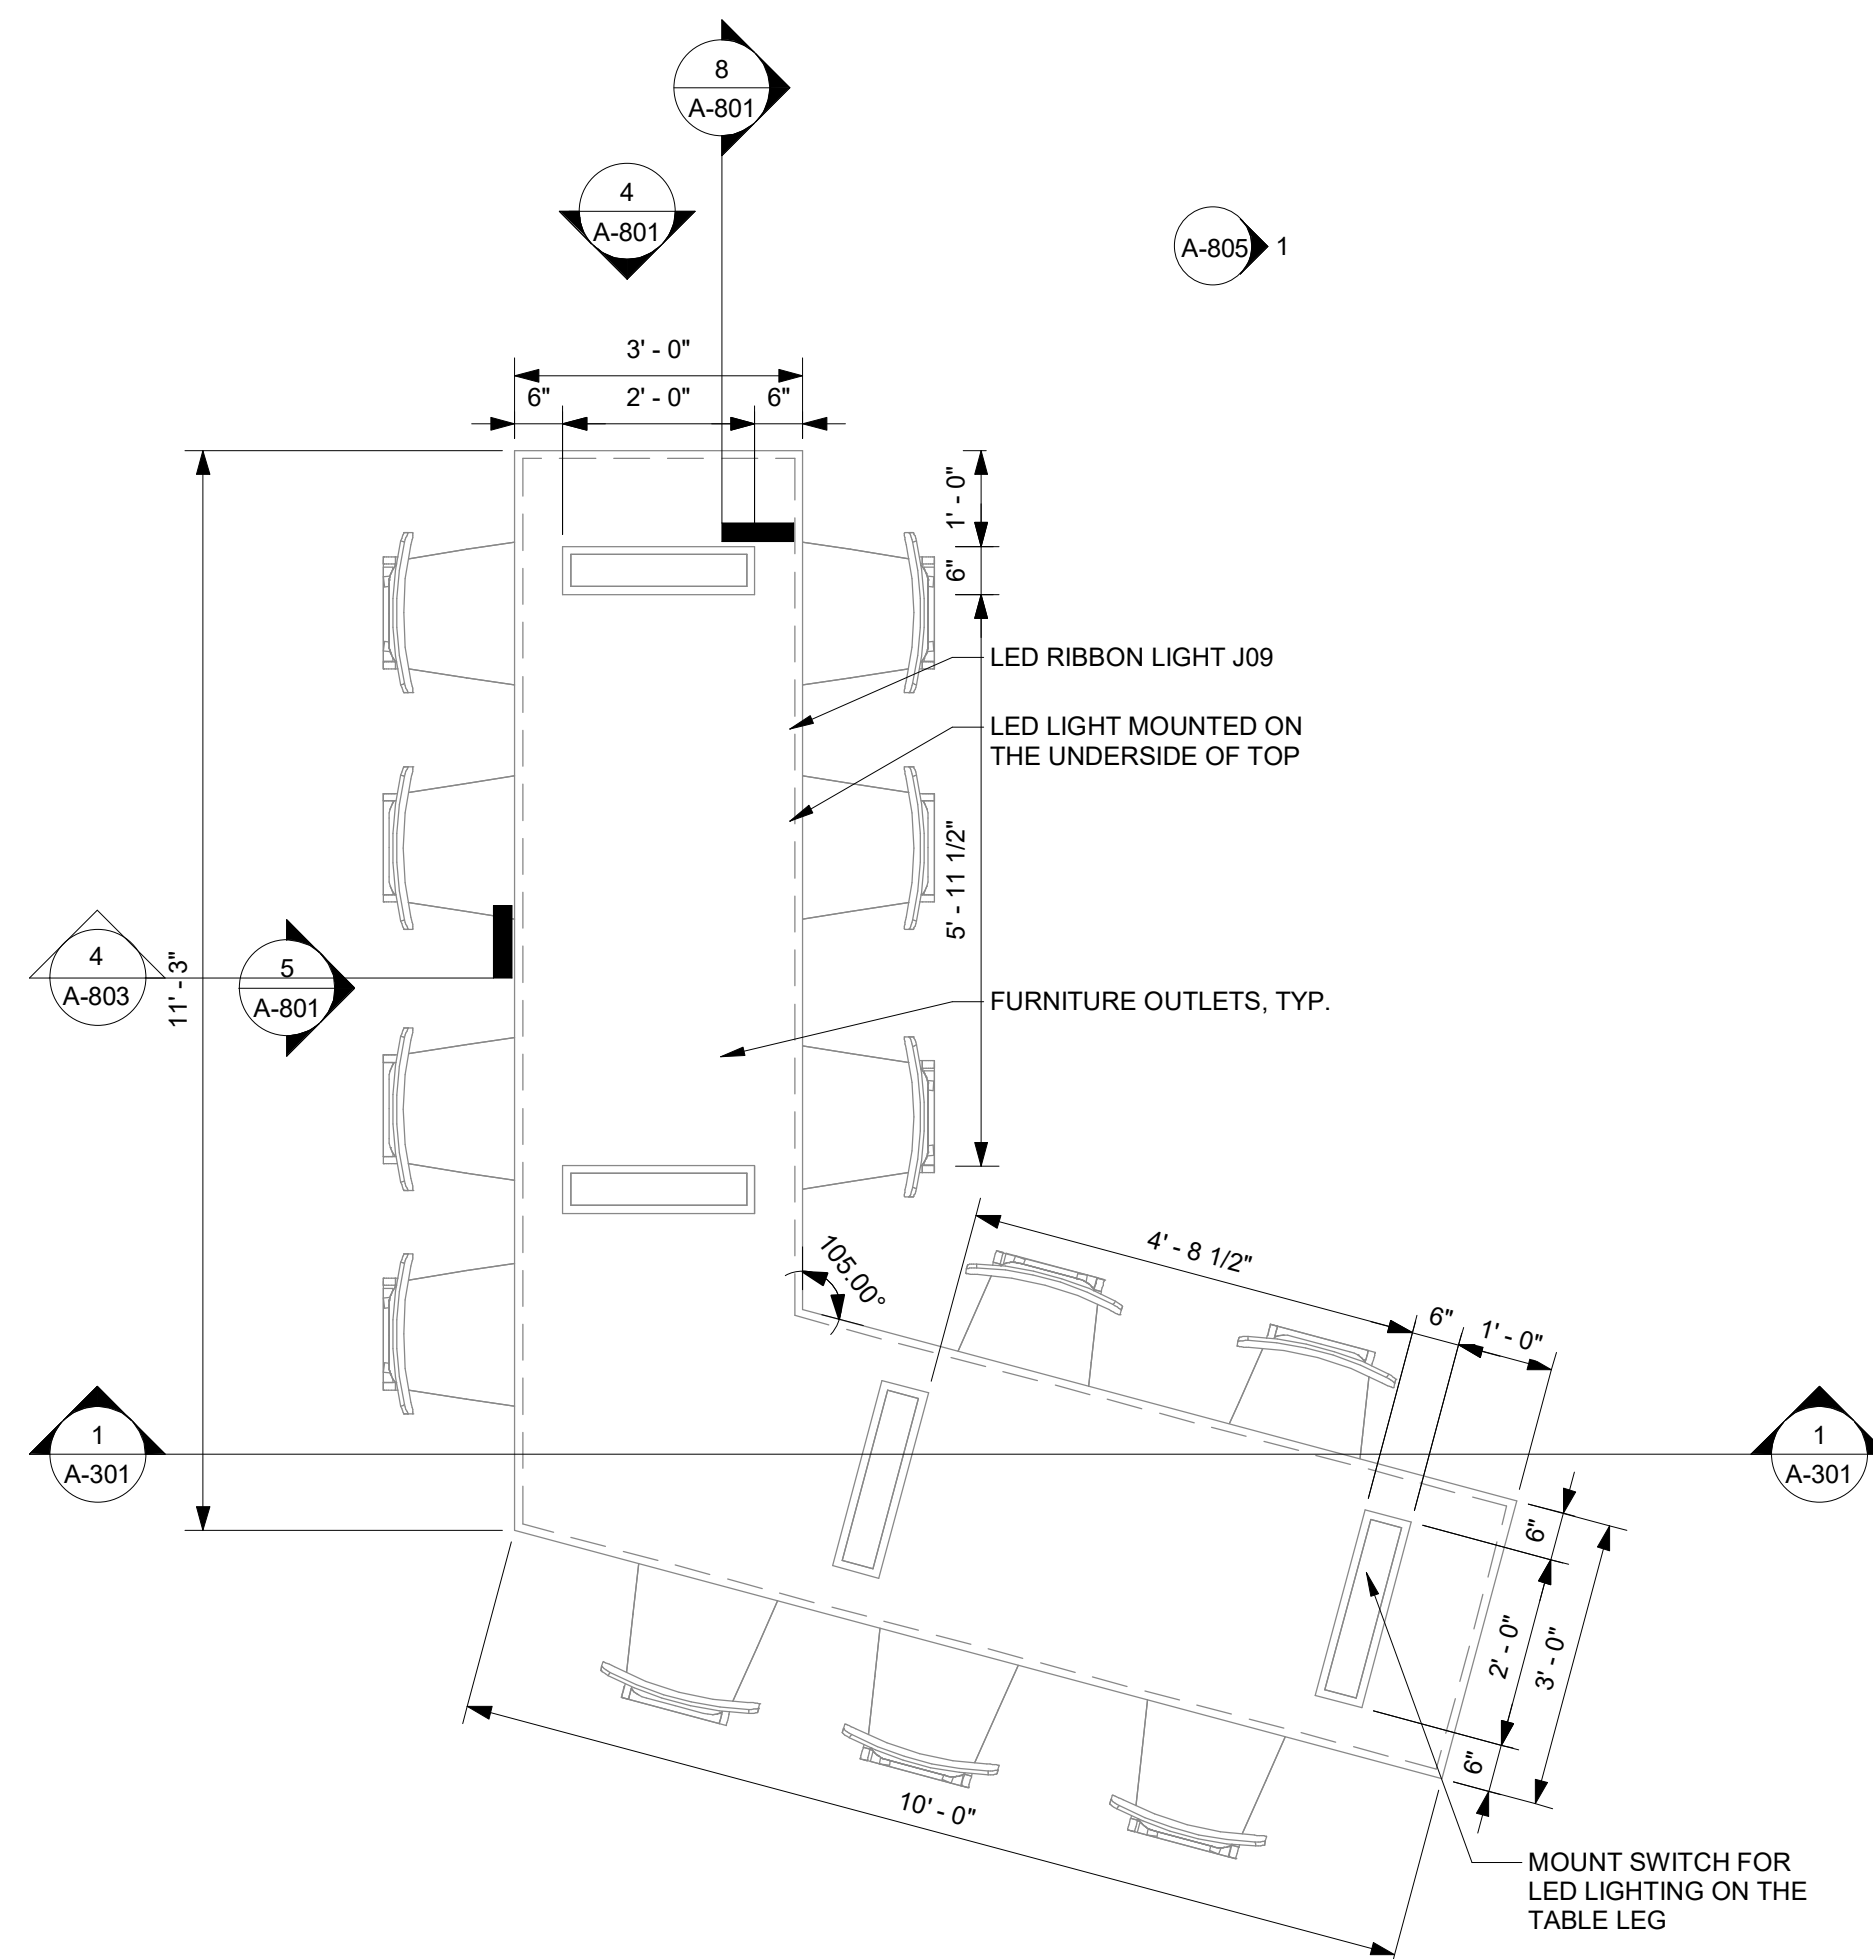 8
A-801
4
A-801
A-805
1
3' - 0"
6"
2' - 0"
6"
1' - 0"
6"
LED RIBBON LIGHT J09
LED LIGHT MOUNTED ON
THE UNDERSIDE OF TOP
5' - 11 1/2"
4
A-803
11' - 3"
5
A-801
FURNITURE OUTLETS, TYP.
105.00°
4' - 8 1/2"
6"
1' - 0"
1
A-301
1
A-301
6"
2' - 0"
3' - 0"
6"
10' - 0"
MOUNT SWITCH FOR
LED LIGHTING ON THE
TABLE LEG